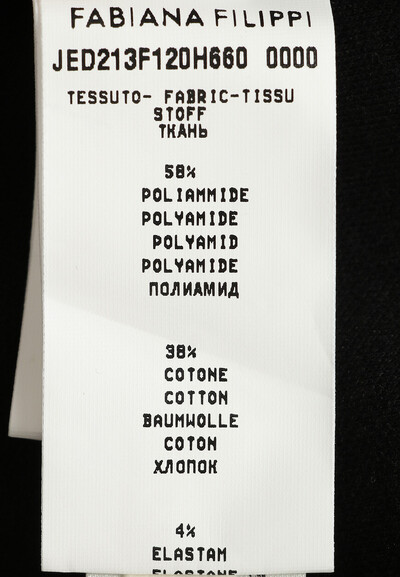 FABIANA FILIPPI
JED213F120H660 0000
TESSUTO- FABRIC-TISSU
STOFF
ТКАНЬ
58%
POLIAMMIDE
POLYAMIDE
POLYAMID
POLYAMIDE
ПОЛИАМИД
38%
COTONE
COTTON
BAUMWOLLE
COTON
ХЛОПОК
4%
ELASTAM